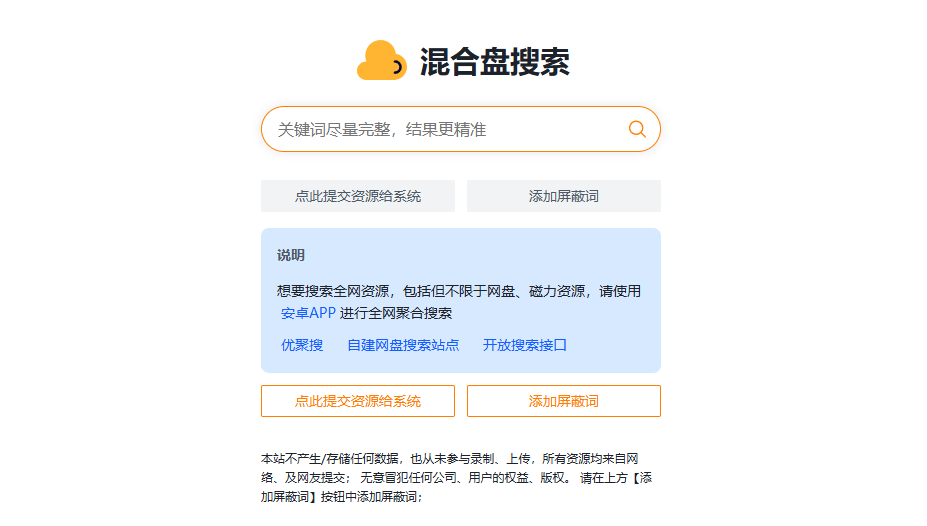 混合盘搜索
关键词尽量完整，结果更精准
点此提交资源给系统
添加屏蔽词
说明
想要搜索全网资源，包括但不限于网盘、磁力资源，请使用
安卓APP 进行全网聚合搜索
优聚搜 自建网盘搜索站点 开放搜索接口
点此提交资源给系统
添加屏蔽词
本站不产生/存储任何数据，也从未参与录制、上传，所有资源均来自网
络、及网友提交； 无意冒犯任何公司、用户的权益、版权。 请在上方【添
加屏蔽词】按钮中添加屏蔽词；